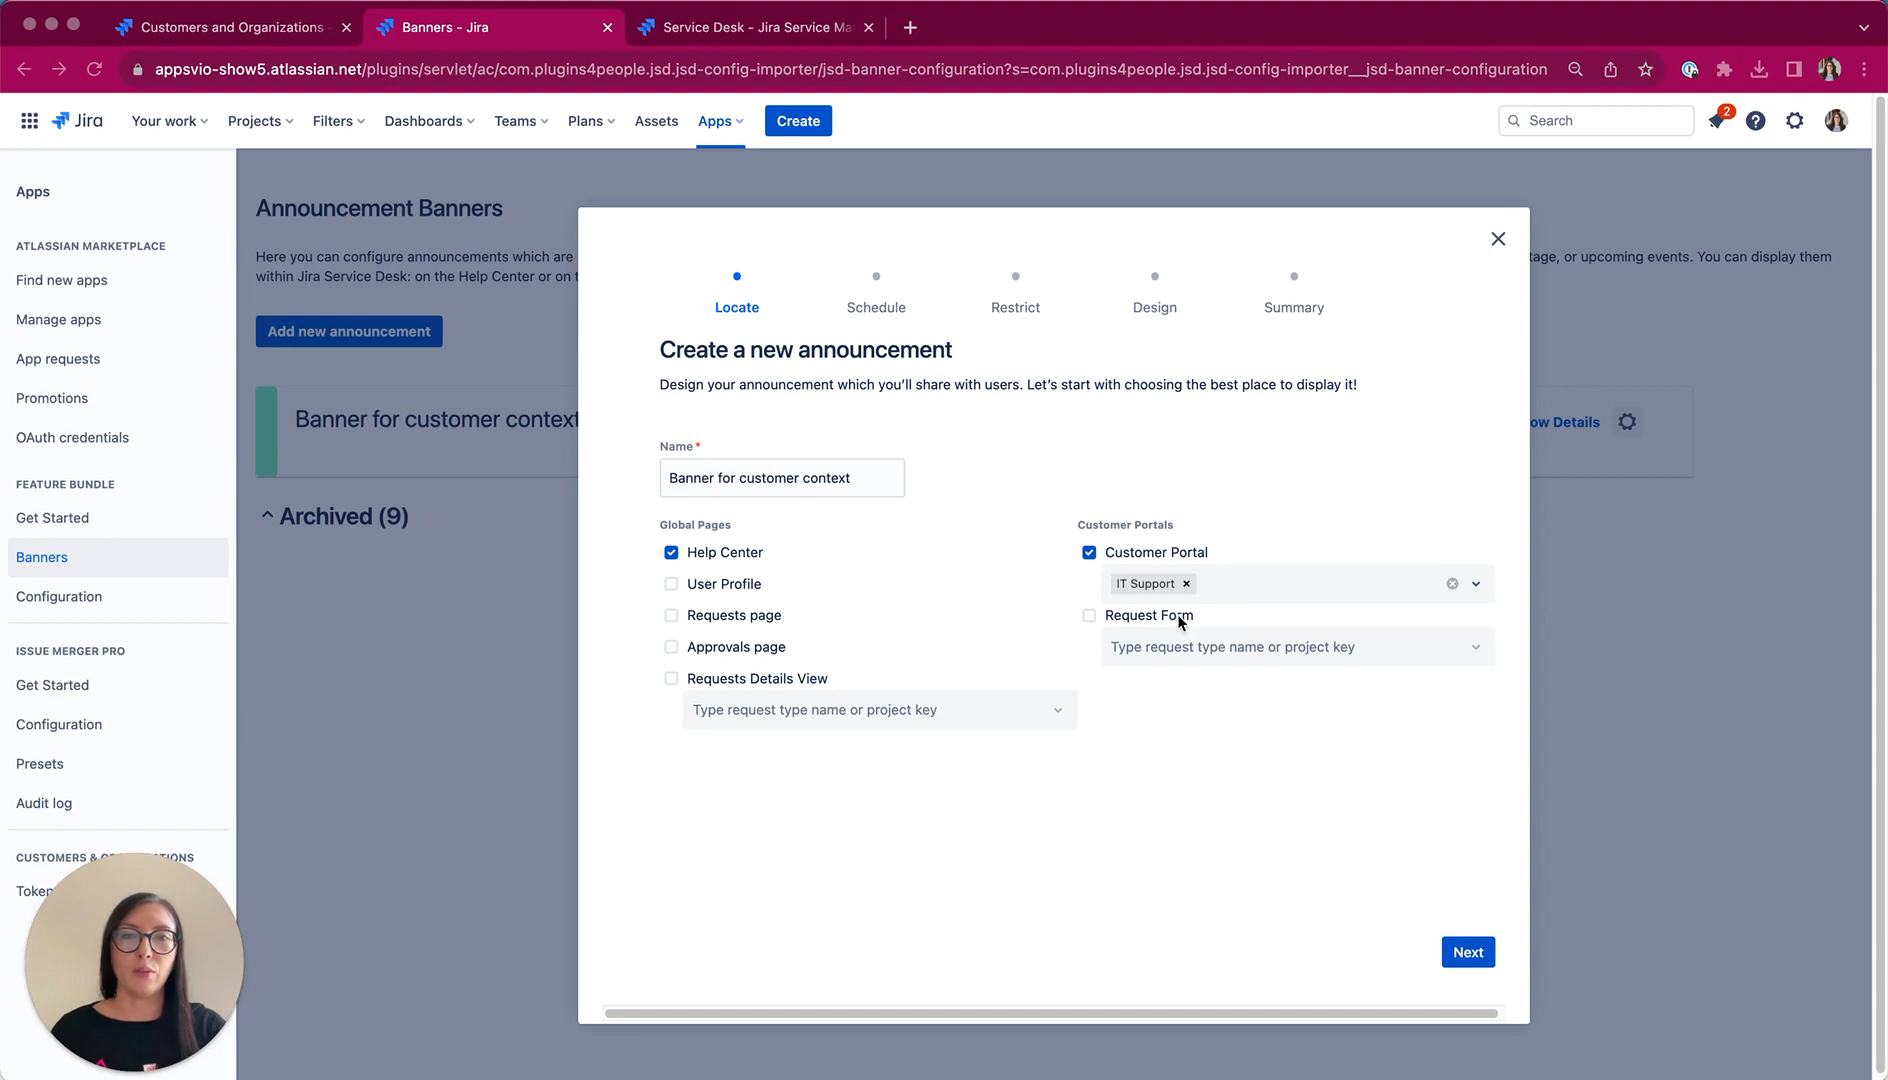 Customers and Organizations -
Banners - Jira
Service Desk - Jira Service Ma
appsvio-show5.atlassian.net/plugins/servlet/ac/com.plugins4people.jsd.jsd-config-importer/jsd-banner-configuration?s=com.plugins4people.jsd.jsd-config-importer__jsd-banner-configuration
Jira
Your work
Projects
Filters
Dashboards
Teams
Plans
Assets
Apps
Create
Search
2
Apps
ATLASSIAN MARKETPLACE
Find new apps
Manage apps
App requests
Promotions
OAuth credentials
FEATURE BUNDLE
Get Started
Banners
Configuration
ISSUE MERGER PRO
Get Started
Configuration
Presets
Audit log
CUSTOMERS & O TIONS
Token
Announcement Banners
Here you can configure announcements which are
tage, or upcoming events. You can display them
within Jira Service Desk: on the Help Center or on t
Add new announcement
Banner for customer context
ow Details
Archived (9)
Locate
Schedule
Restrict
Design
Summary
Create a new announcement
Design your announcement which you'll share with users. Let's start with choosing the best place to display it!
Name *
Banner for customer context
Global Pages
Help Center
User Profile
Requests page
Approvals page
Requests Details View
Type request type name or project key
Customer Portals
Customer Portal
IT Support
Request Form
Type request type name or project key
Next